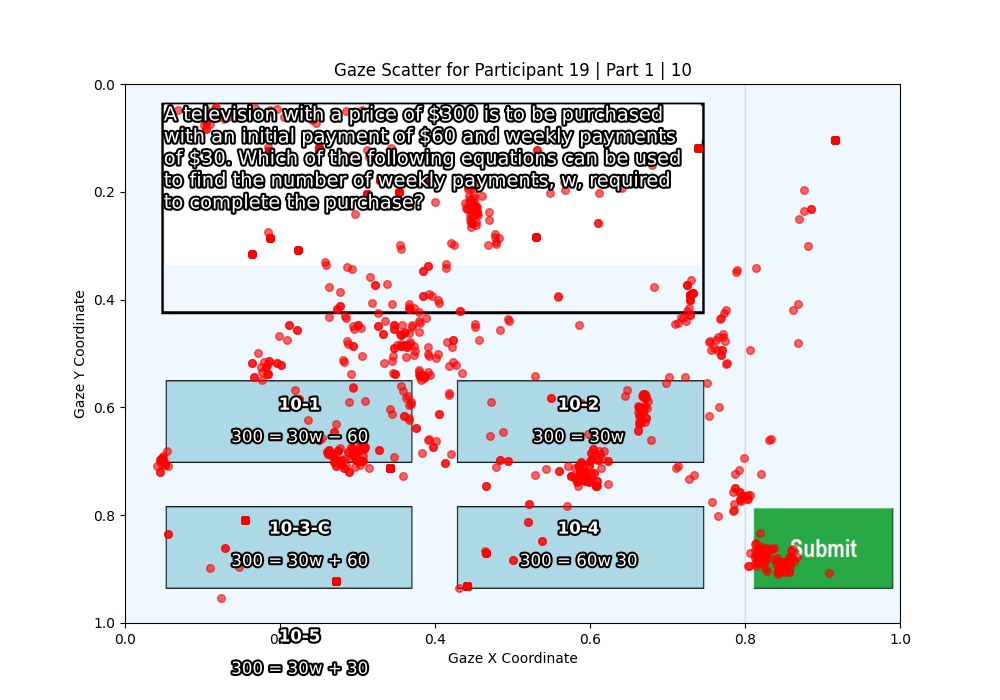 Gaze Scatter for Participant 19 | Part 1 | 10
A television with a price of $300 is to be purchased
with an initial payment of $60 and weekly payments
of $30. Which of the following equations can be used
to find the number of weekly payments, w, required
to complete the purchase?
10-1
300 = 30w − 60
10-2
300 = 30w
10-3-C
300 = 30w + 60
10-4
300 = 60w 30
Submit
10-5
300 = 30w + 30
0.0
0.2
0.4
0.6
0.8
1.0
Gaze Y Coordinate
0.0
0.2
0.4
0.6
0.8
1.0
Gaze X Coordinate